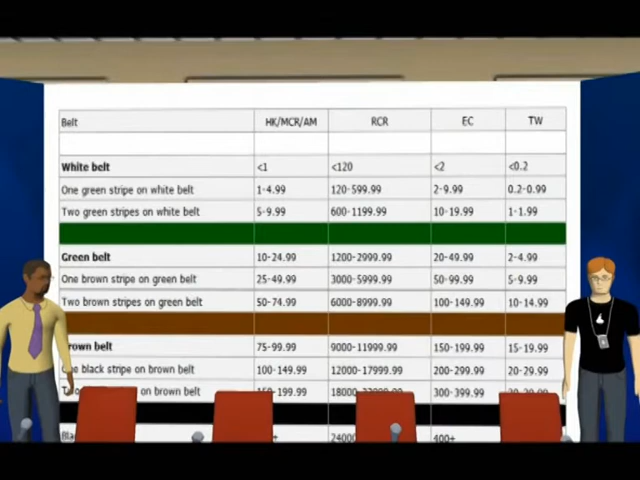 Belt HK/MCR/AM RCR EC TW
White belt <1 <120 <2 <0.2
One green stripe on white belt 1-4.99 120-599.99 2-9.99 0.2-0.99
Two green stripes on white belt 5-9.99 600-1199.99 10-19.99 1-1.99
Green belt 10-24.99 1200-2999.99 20-49.99 2-4.99
One brown stripe on green belt 25-49.99 3000-5999.99 50-99.99 5-9.99
Two brown stripes on green belt 50-74.99 6000-8999.99 100-149.99 10-14.99
rown belt 75-99.99 9000-11999.99 150-199.99 15-19.99
e black stripe on brown belt 100-149.99 12000-17999.99 200-299.99 20-29.99
on brown belt 150-199.99 300-399.99
400+